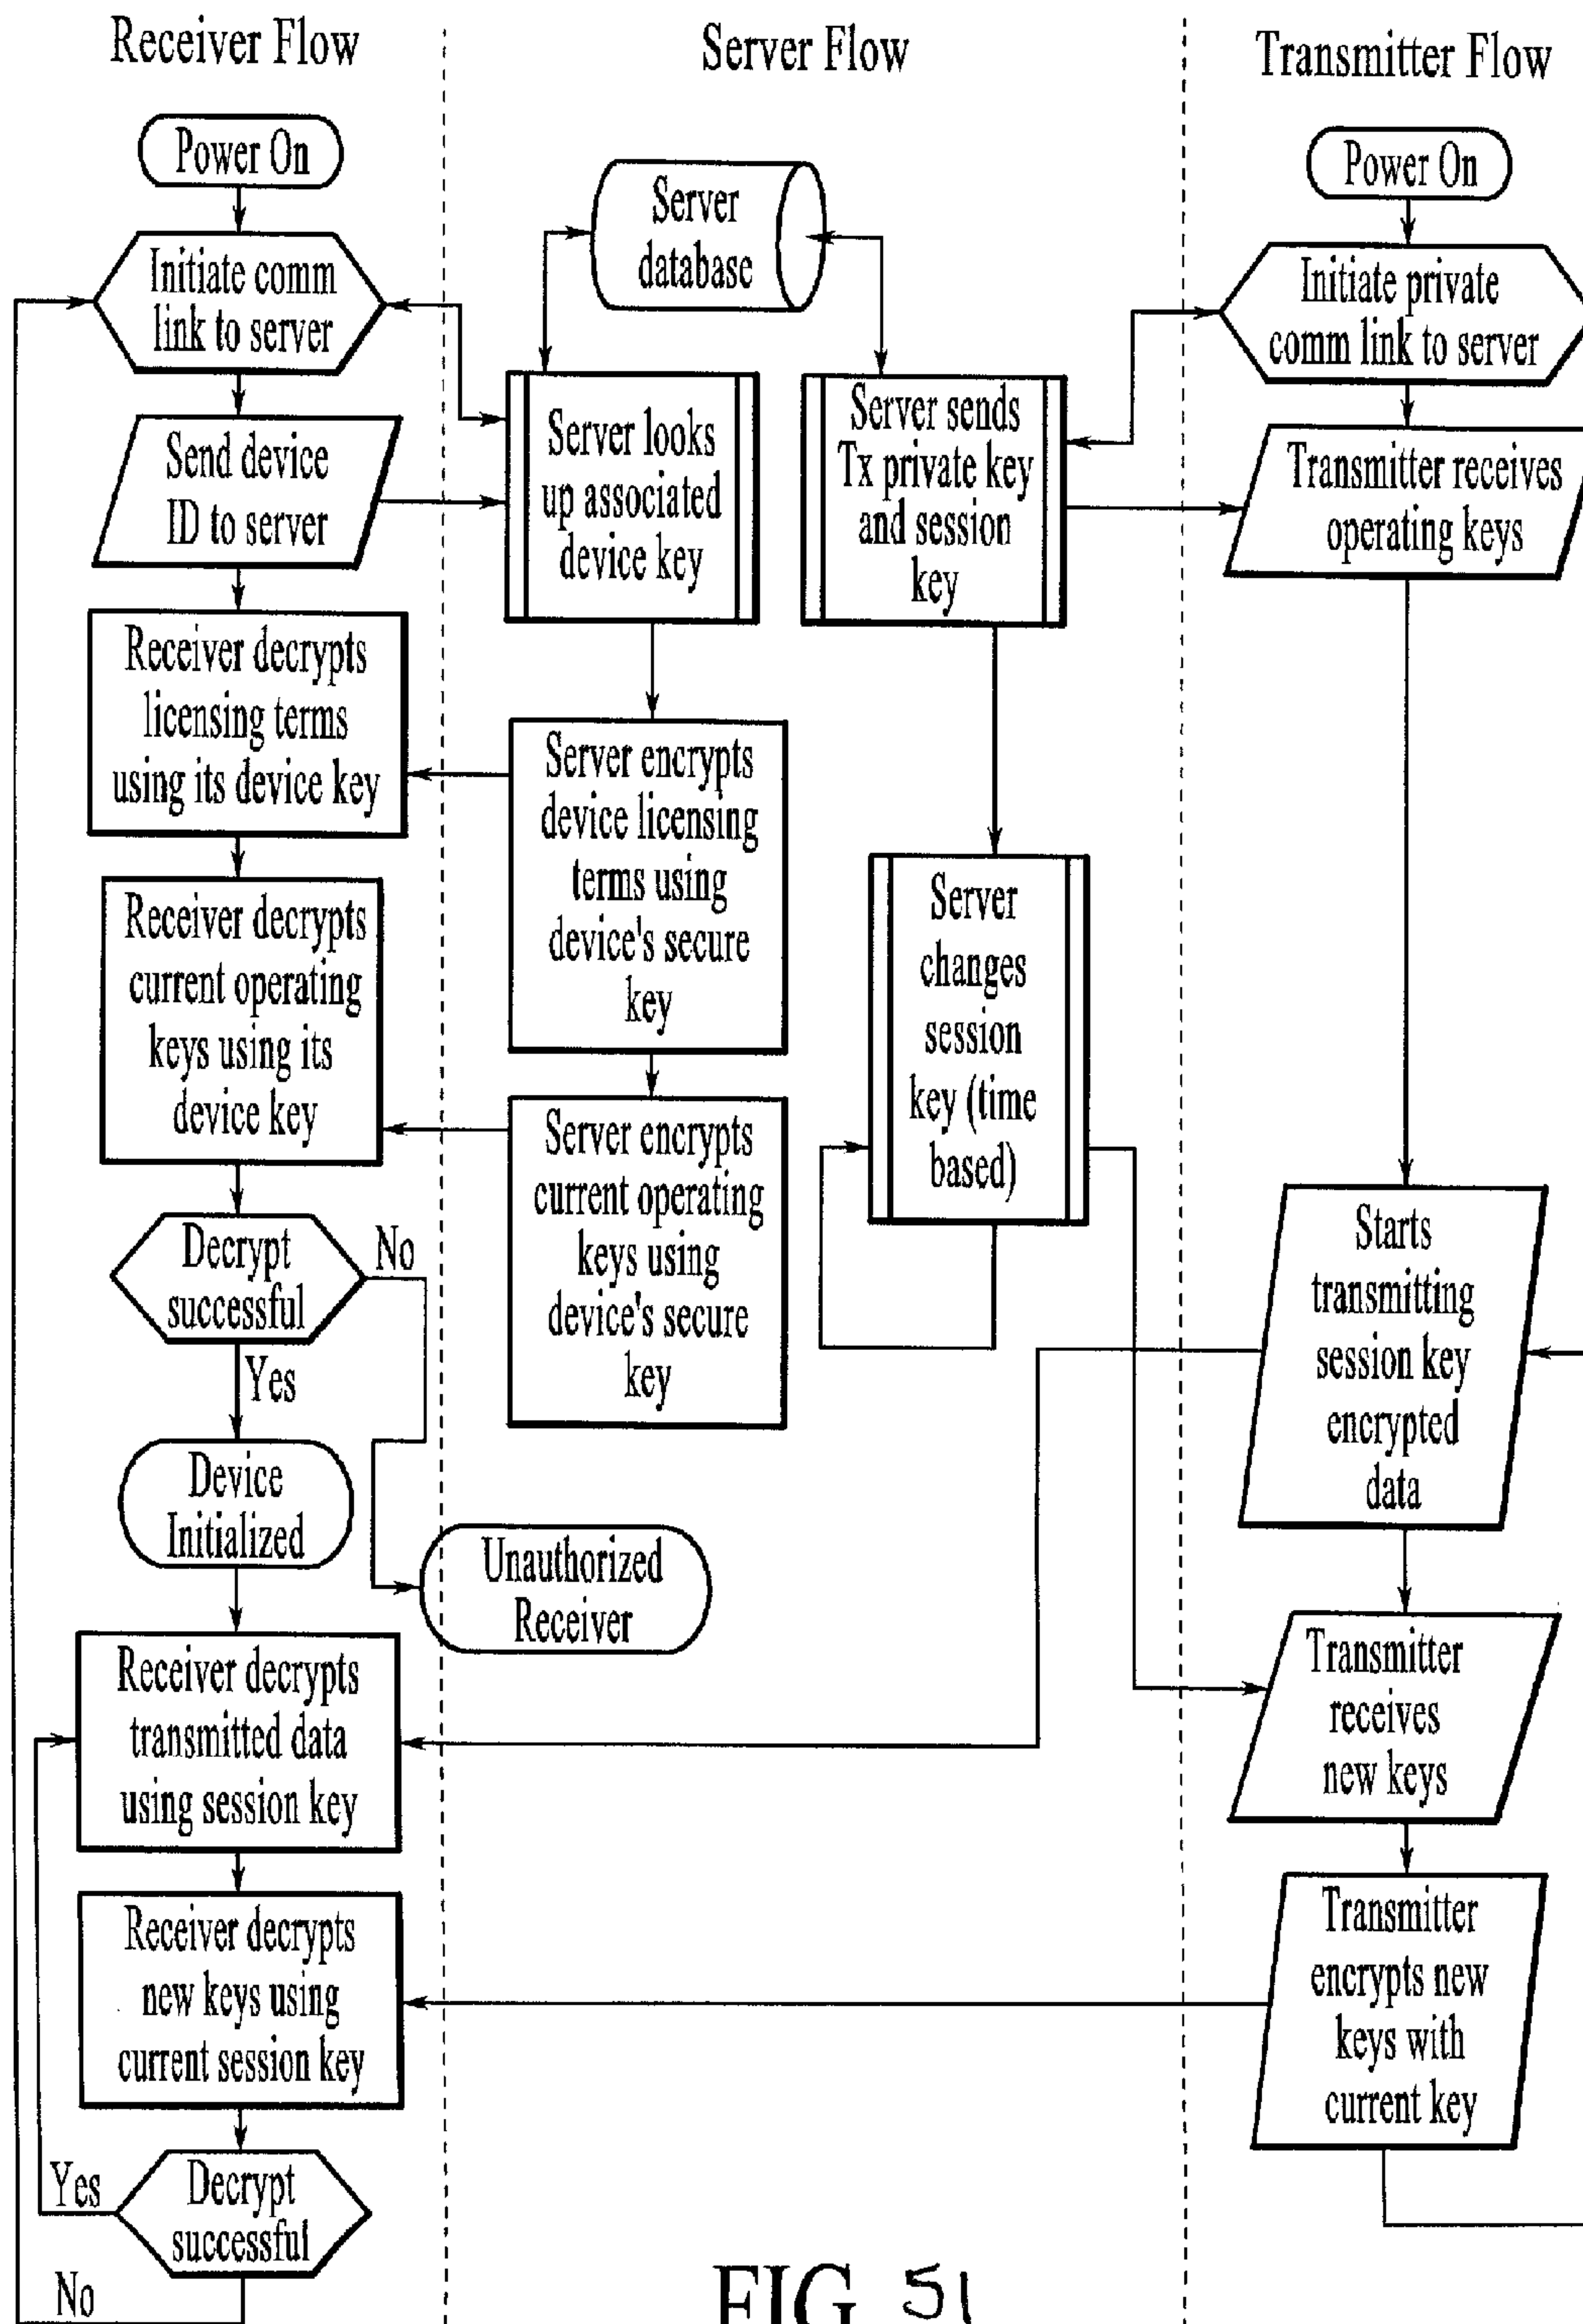 Receiver Flow
Server Flow
Transmitter Flow
Power On
Initiate comm
link to server
Send device
ID to server
Receiver decrypts
licensing terms
using its device key
Receiver decrypts
current operating
keys using its
device key
Decrypt
successful
No
Yes
Device
Initialized
Unauthorized
Receiver
Receiver decrypts
transmitted data
using session key
Receiver decrypts
new keys using
current session key
Decrypt
successful
Yes
No
Server
database
Server looks
up associated
device key
Server encrypts
device licensing
terms using
device's secure
key
Server encrypts
current operating
keys using
device's secure
key
Server sends
Tx private key
and session
key
Server
changes
session
key (time
based)
Power On
Initiate private
comm link to server
Transmitter receives
operating keys
Starts
transmitting
session key
encrypted
data
Transmitter
receives
new keys
Transmitter
encrypts new
keys with
current key
FIG 51